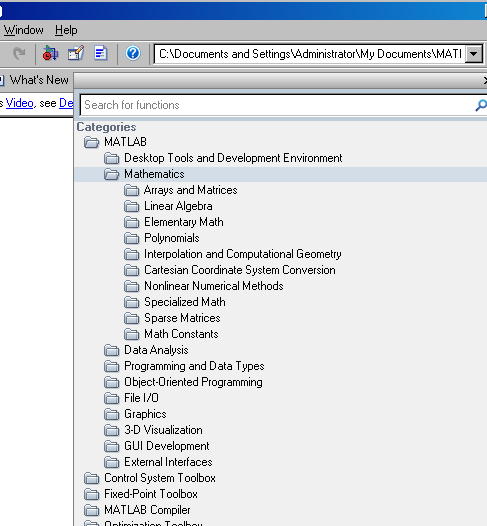 Window Help
C:\Documents and Settings\Administrator\My Documents\MATl
What's New
s Video, see De
Search for functions
Categories
MATLAB
Desktop Tools and Development Environment
Mathematics
Arrays and Matrices
Linear Algebra
Elementary Math
Polynomials
Interpolation and Computational Geometry
Cartesian Coordinate System Conversion
Nonlinear Numerical Methods
Specialized Math
Sparse Matrices
Math Constants
Data Analysis
Programming and Data Types
Object-Oriented Programming
File I/O
Graphics
3-D Visualization
GUI Development
External Interfaces
Control System Toolbox
Fixed-Point Toolbox
MATLAB Compiler
Optimization Toolbox